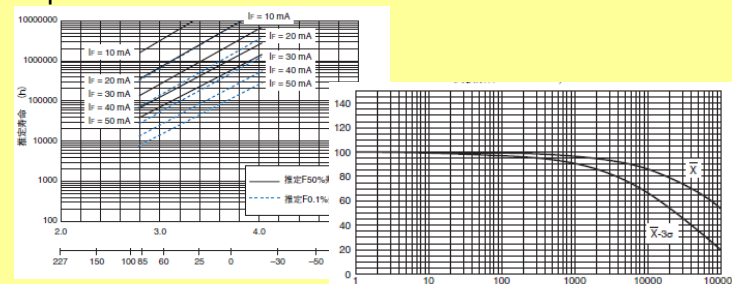 10000000
IF = 10 mA
1000000
IF = 10 mA
IF = 20 mA
IF = 30 mA
IF = 20 mA
IF = 40 mA
100000
IF = 30 mA
IF = 50 mA
IF = 40 mA
IF = 50 mA
推定寿命 (h)
10000
1000
推定F50%
推定F0.1%
100
2.0
3.0
4.0
227
150
100
85
60
25
0
–30
–50
140
120
100
80
60
40
20
0
X̅
X̅-3σ
1
10
100
1000
10000